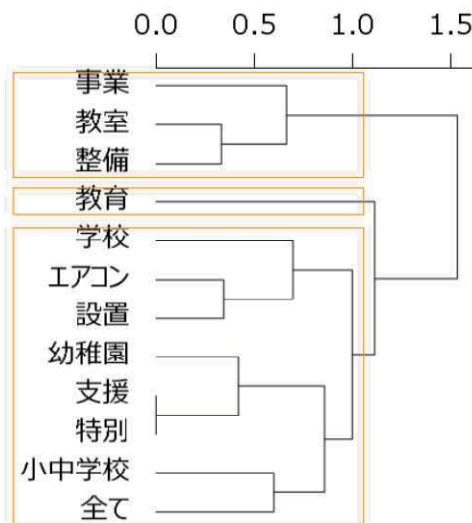 0.0 0.5 1.0 1.5
事業
教室
整備
教育
学校
エアコン
設置
幼稚園
支援
特別
小中学校
全て